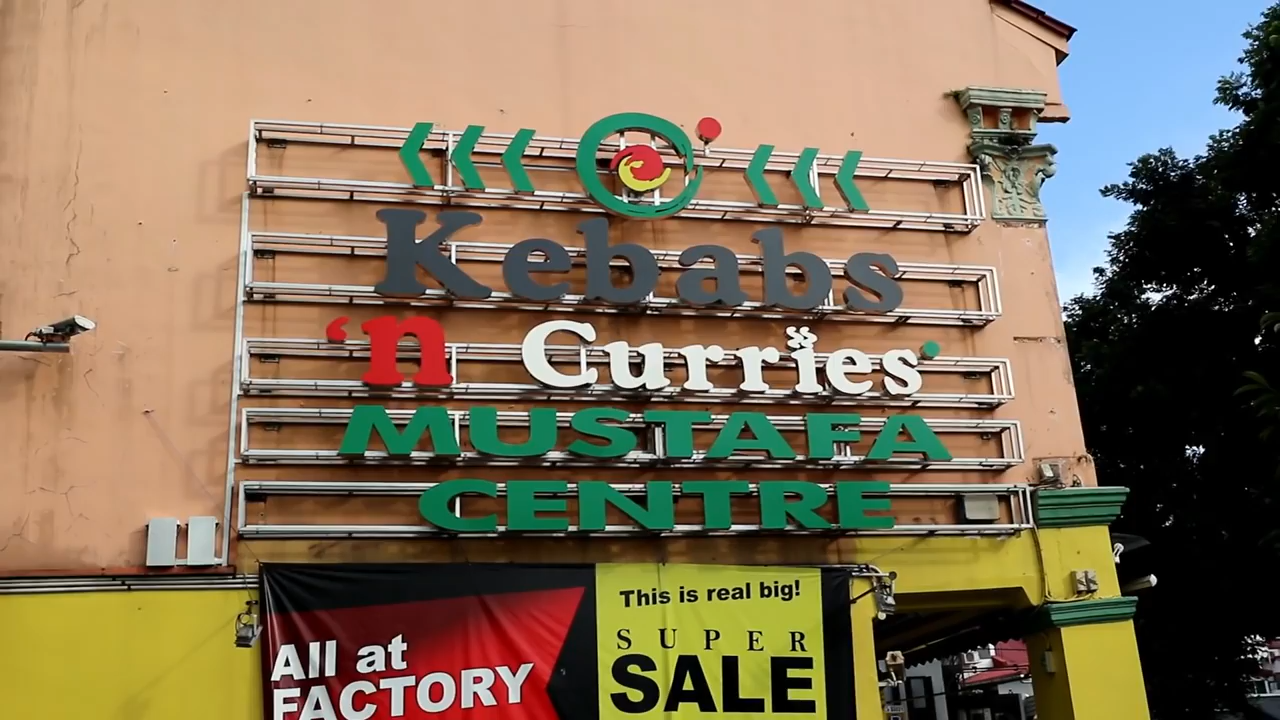 Kebabs
'n Curries
MUSTAFA
CENTRE
All at
FACTORY
This is real big!
SUPER
SALE